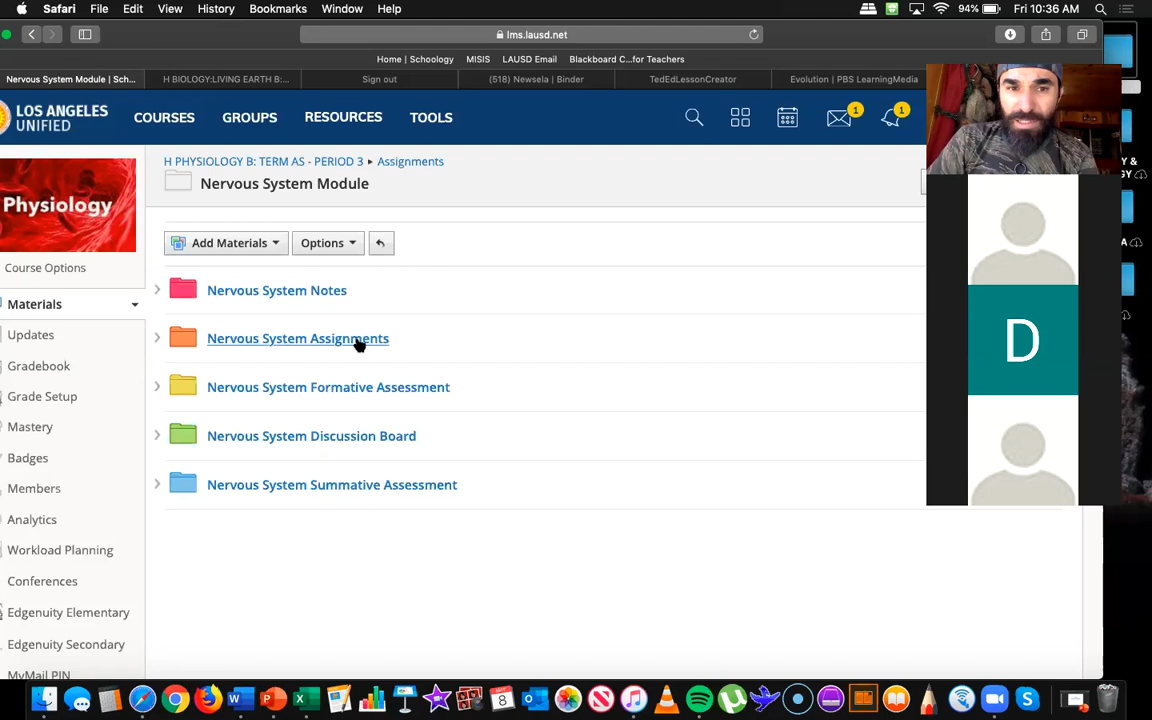 Safari File Edit View History Bookmarks Window Help 94% Fri 10:36 AM
lms.lausd.net
Home | Schoology MISIS LAUSD Email Blackboard C...for Teachers
Nervous System Module | Sch... H BIOLOGY:LIVING EARTH B:... Sign out (518) Newsela | Binder TedEdLessonCreator Evolution | PBS LearningMedia
LOS ANGELES
UNIFIED
COURSES GROUPS RESOURCES TOOLS 1 1
H PHYSIOLOGY B: TERM AS - PERIOD 3 ▸ Assignments
Nervous System Module
Physiology
Course Options
Materials
Updates
Gradebook
Grade Setup
Mastery
Badges
Members
Analytics
Workload Planning
Conferences
Edgenuity Elementary
Edgenuity Secondary
MyMail PIN
Add Materials Options
Nervous System Notes
Nervous System Assignments
Nervous System Formative Assessment
Nervous System Discussion Board
Nervous System Summative Assessment
D
Y &
GY
A
MAY
8